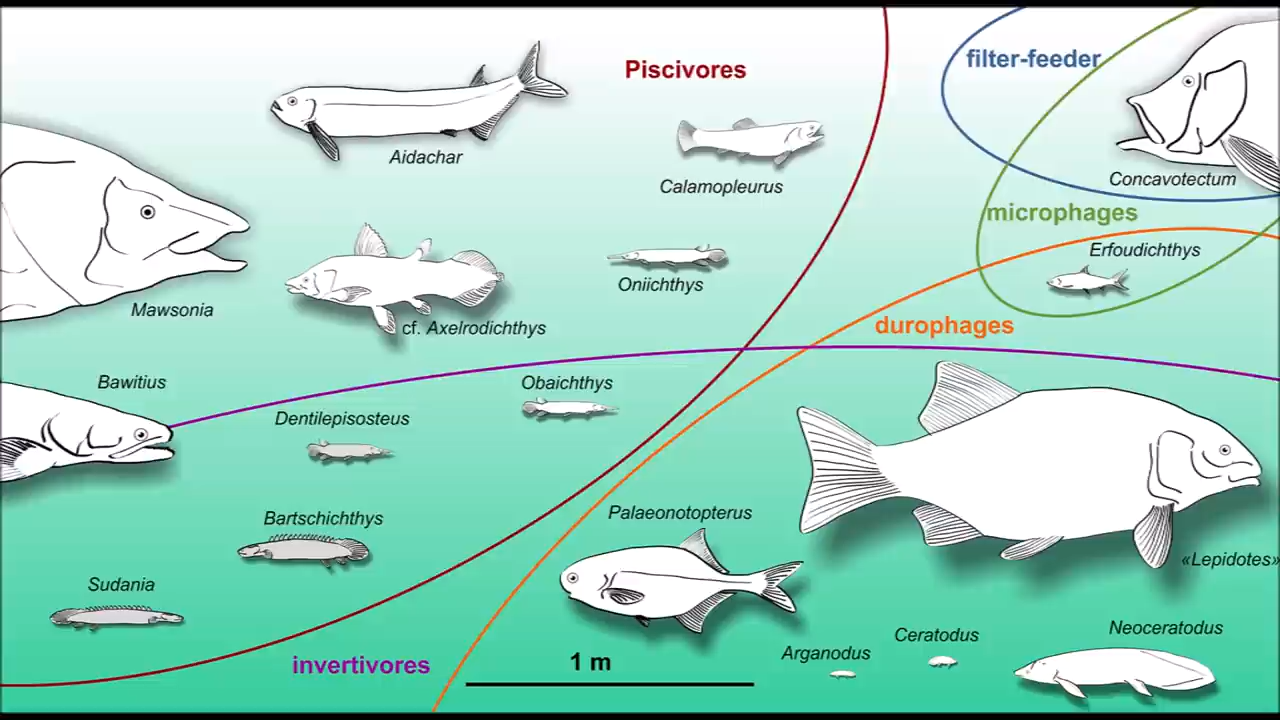 filter-feeder
Piscivores
Aidachar
Calamopleurus
Concavotectum
microphages
Erfoudichthys
Oniichthys
Mawsonia
cf. Axelrodichthys
durophages
Bawitius
Obaichthys
Dentilepisosteus
Palaeonotopterus
Bartschichthys
«Lepidotes»
Sudania
Neoceratodus
Ceratodus
Arganodus
invertivores
1 m